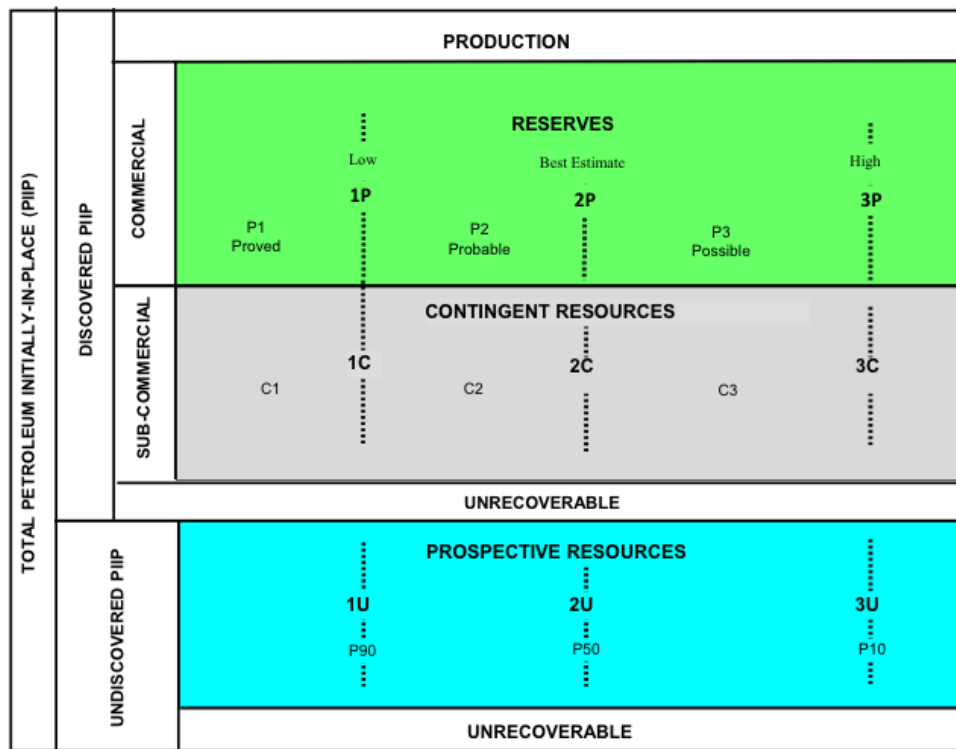 TOTAL PETROLEUM INITIALLY-IN-PLACE (PIIP)
DISCOVERED PIIP
PRODUCTION
COMMERCIAL
RESERVES
Low
Best Estimate
High
1P
2P
3P
P1
Proved
P2
Probable
P3
Possible
SUB-COMMERCIAL
CONTINGENT RESOURCES
1C
2C
3C
C1
C2
C3
UNRECOVERABLE
UNDISCOVERED PIIP
PROSPECTIVE RESOURCES
1U
2U
3U
P90
P50
P10
UNRECOVERABLE